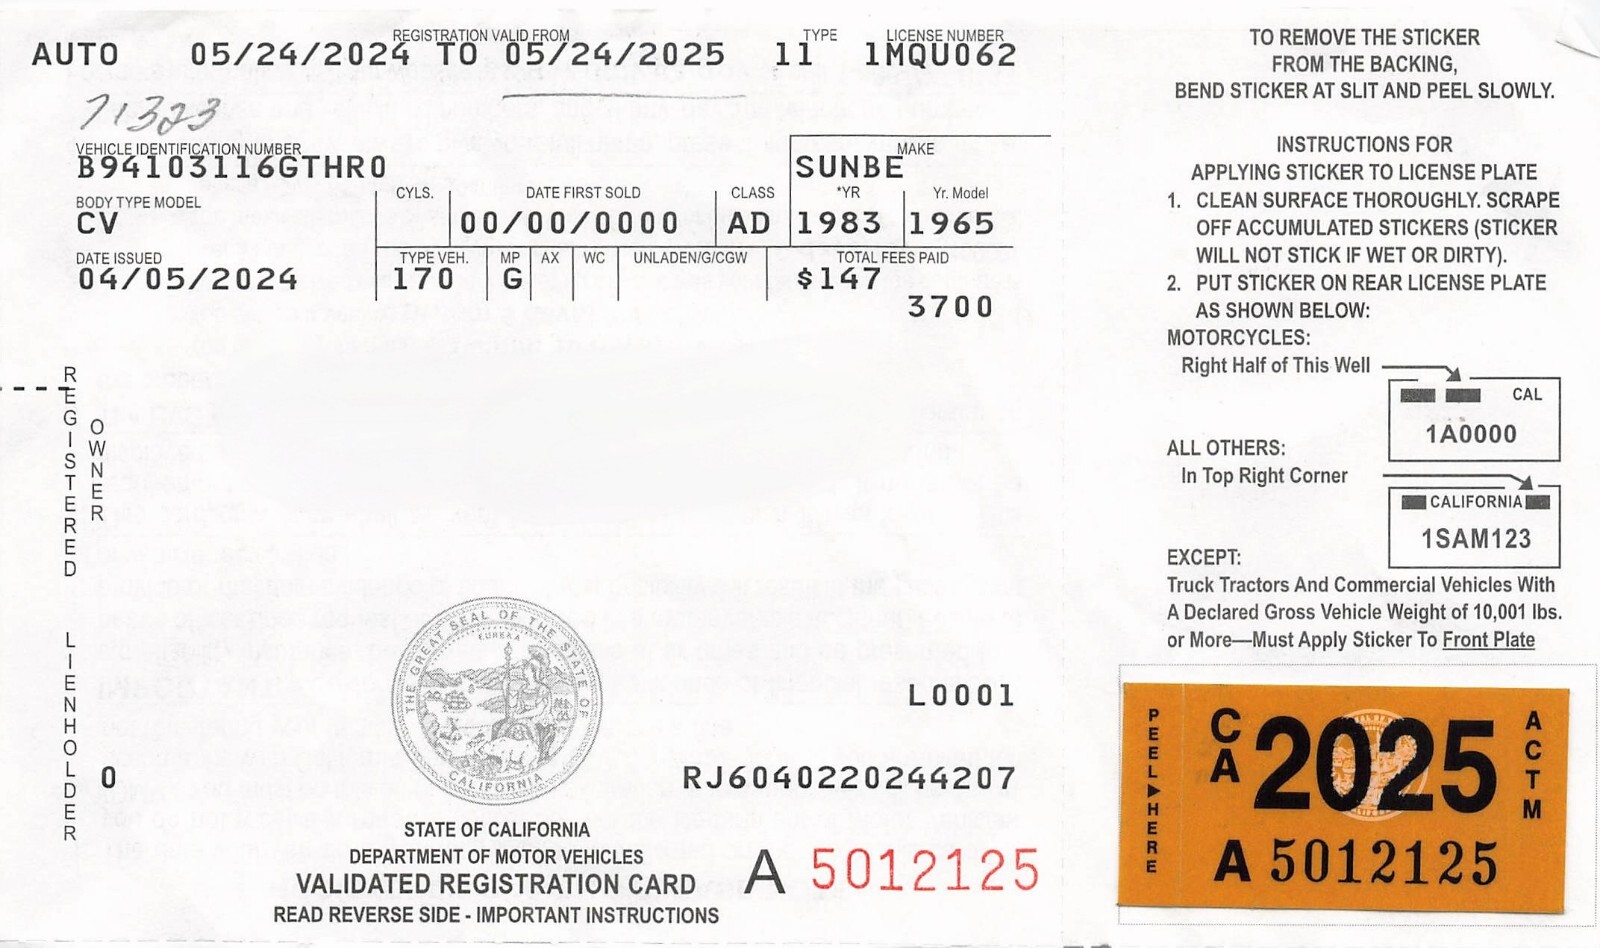 REGISTRATION VALID FROM TYPE LICENSE NUMBER
AUTO 05/24/2024 TO 05/24/2025 11 1MQU062
71323
VEHICLE IDENTIFICATION NUMBER MAKE
B94103116GTHR0 SUNBE
BODY TYPE MODEL CYLS. DATE FIRST SOLD CLASS *YR Yr. Model
CV 00/00/0000 AD 1983 1965
DATE ISSUED TYPE VEH. MP AX WC UNLADEN/G/CGW TOTAL FEES PAID
04/05/2024 170 G $147
3700
REGISTERED
OWNER
LIENHOLDER
0
THE GREAT SEAL OF THE STATE OF CALIFORNIA
EUREKA
L0001
RJ6040220244207
STATE OF CALIFORNIA
DEPARTMENT OF MOTOR VEHICLES
VALIDATED REGISTRATION CARD
READ REVERSE SIDE - IMPORTANT INSTRUCTIONS
A 5012125
TO REMOVE THE STICKER
FROM THE BACKING,
BEND STICKER AT SLIT AND PEEL SLOWLY.
INSTRUCTIONS FOR
APPLYING STICKER TO LICENSE PLATE
1. CLEAN SURFACE THOROUGHLY. SCRAPE
OFF ACCUMULATED STICKERS (STICKER
WILL NOT STICK IF WET OR DIRTY).
2. PUT STICKER ON REAR LICENSE PLATE
AS SHOWN BELOW:
MOTORCYCLES:
Right Half of This Well
CAL
1A0000
ALL OTHERS:
In Top Right Corner
CALIFORNIA
1SAM123
EXCEPT:
Truck Tractors And Commercial Vehicles With
A Declared Gross Vehicle Weight of 10,001 lbs.
or More—Must Apply Sticker To Front Plate
PEEL HERE
CA 2025
ACTM
A 5012125